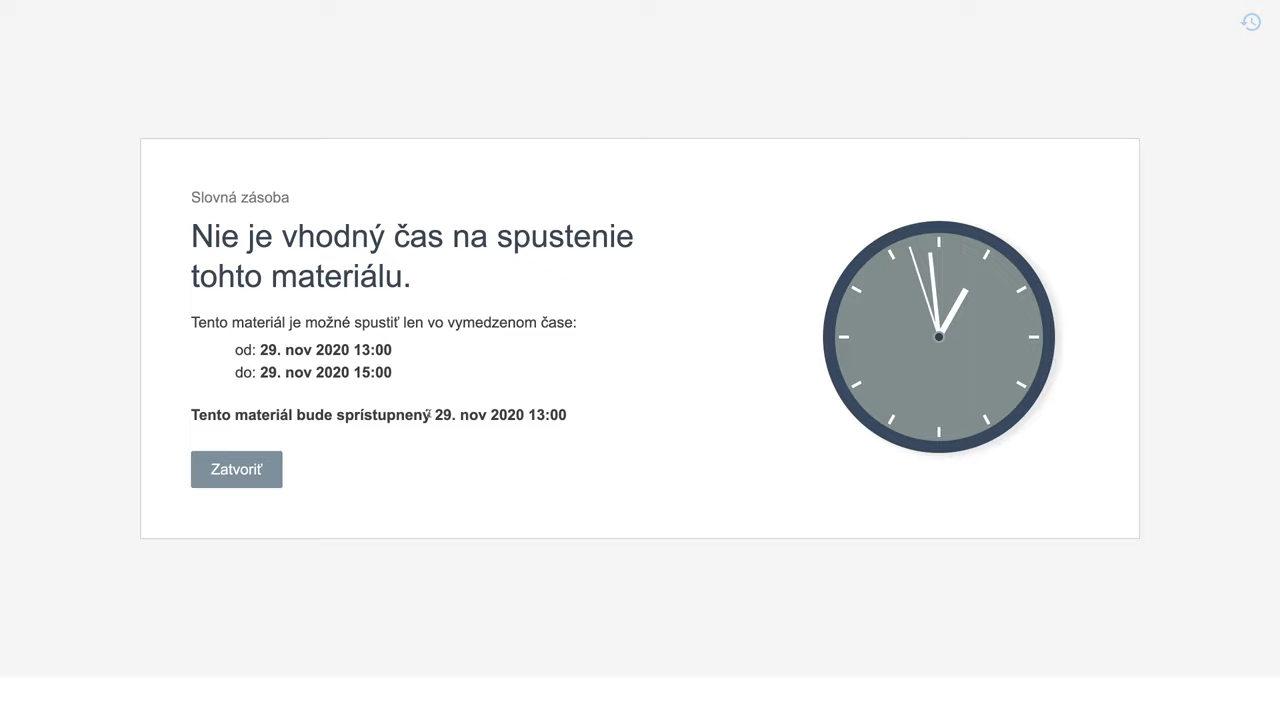 Slovná zásoba
Nie je vhodný čas na spustenie
tohto materiálu.
Tento materiál je možné spustiť len vo vymedzenom čase:
od: 29. nov 2020 13:00
do: 29. nov 2020 15:00
Tento materiál bude sprístupnený 29. nov 2020 13:00
Zatvoriť